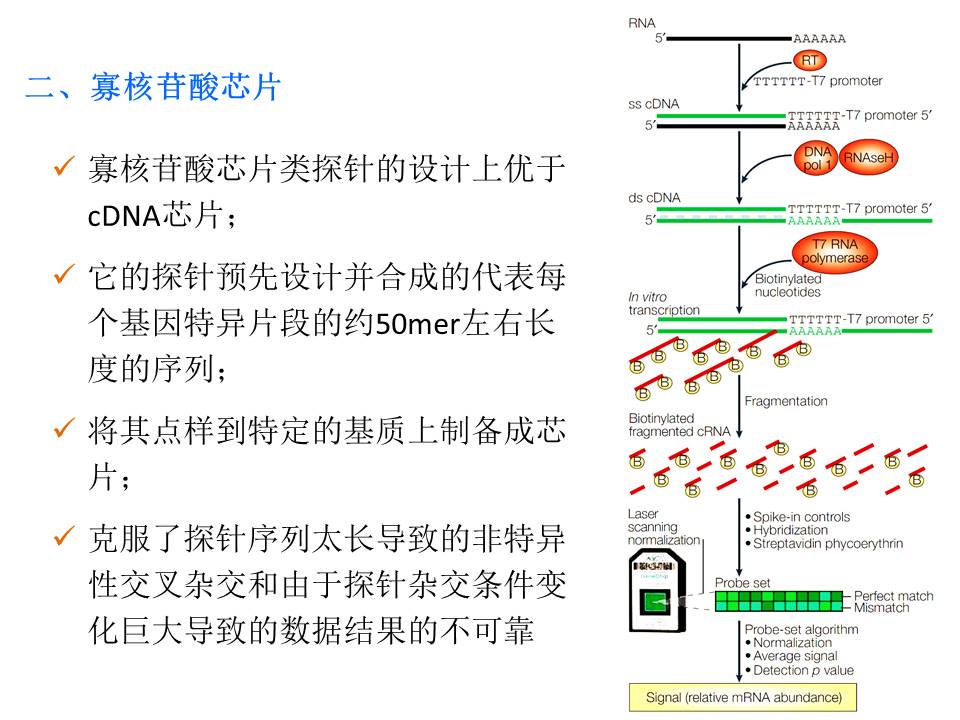 二、寡核苷酸芯片
✓ 寡核苷酸芯片类探针的设计上优于
cDNA芯片；
✓ 它的探针预先设计并合成的代表每
个基因特异片段的约50mer左右长
度的序列；
✓ 将其点样到特定的基质上制备成芯
片；
✓ 克服了探针序列太长导致的非特异
性交叉杂交和由于探针杂交条件变
化巨大导致的数据结果的不可靠
RNA
5′ AAAAAA
RT
TTTTTT-T7 promoter
ss cDNA
TTTTTT-T7 promoter 5′
5′ AAAAAA
DNA
pol 1
RNAseH
ds cDNA
TTTTTT-T7 promoter 5′
5′ AAAAAA
T7 RNA
polymerase
Biotinylated
nucleotides
In vitro
transcription
TTTTTT-T7 promoter 5′
5′ AAAAAA
B B B B B B
B B B B B
Fragmentation
Biotinylated
fragmented cRNA
B B B B B B B B
B B B B
Laser
scanning
normalization
• Spike-in controls
• Hybridization
• Streptavidin phycoerythrin
Probe set
Perfect match
Mismatch
Probe-set algorithm
• Normalization
• Average signal
• Detection p value
Signal (relative mRNA abundance)